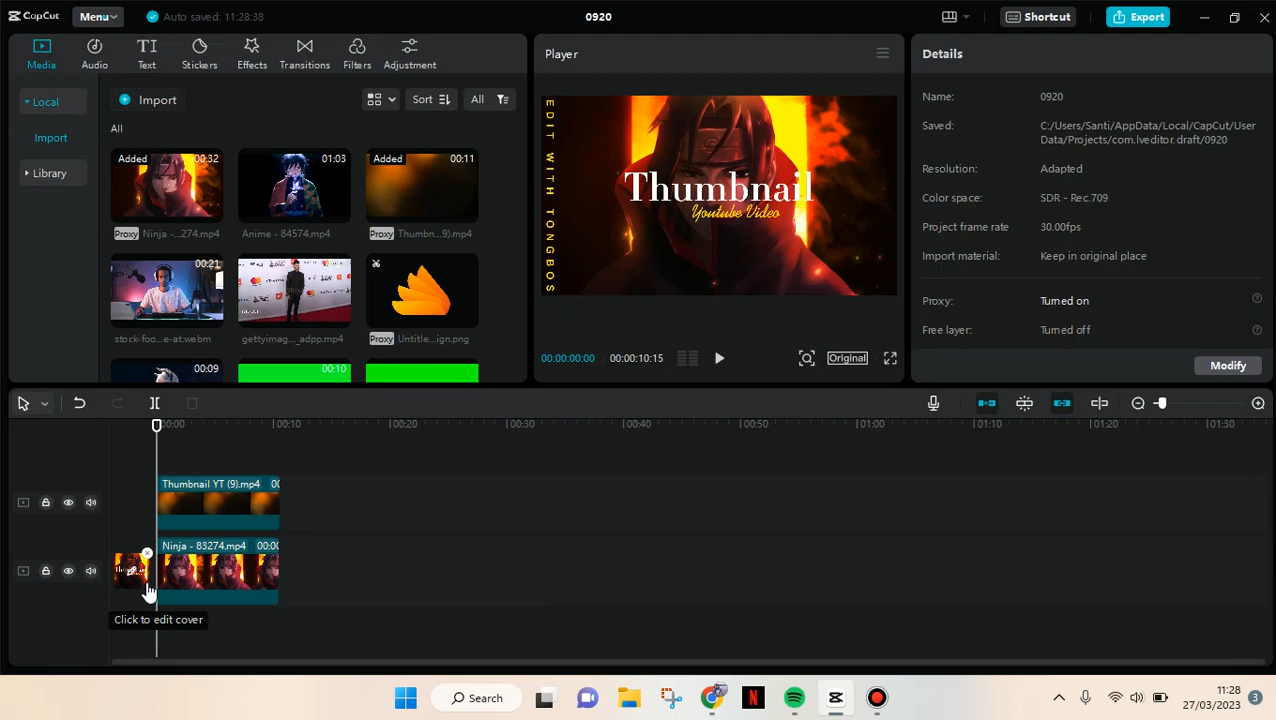 CapCut
Menu
Auto saved: 11:28:38
0920
Shortcut
Export
Media
Audio
Text
Stickers
Effects
Transitions
Filters
Adjustment
Local
Import
Library
Import
Sort
All
All
Added
00:32
01:03
Added
00:11
Proxy
Ninja -...274.mp4
Anime - 84574.mp4
Proxy
Thumbn...9).mp4
00:21
stock-foo...e-at.webm
gettyimag..._adpp.mp4
Proxy
Untitle...ign.png
00:09
00:10
Player
EDIT WITH TONGBOS
Thumbnail
Youtube Video
00:00:00:00
00:00:10:15
Original
Details
Name:
0920
Saved:
C:/Users/Santi/AppData/Local/CapCut/User
Data/Projects/com.lveditor.draft/0920
Resolution:
Adapted
Color space:
SDR - Rec.709
Project frame rate
30.00fps
Import material:
Keep in original place
Proxy:
Turned on
Free layer:
Turned off
Modify
00:00
00:10
00:20
00:30
00:40
00:50
01:00
01:10
01:20
01:30
Thumbnail YT (9).mp4
Ninja - 83274.mp4
00:00
Click to edit cover
Search
11:28
27/03/2023
3